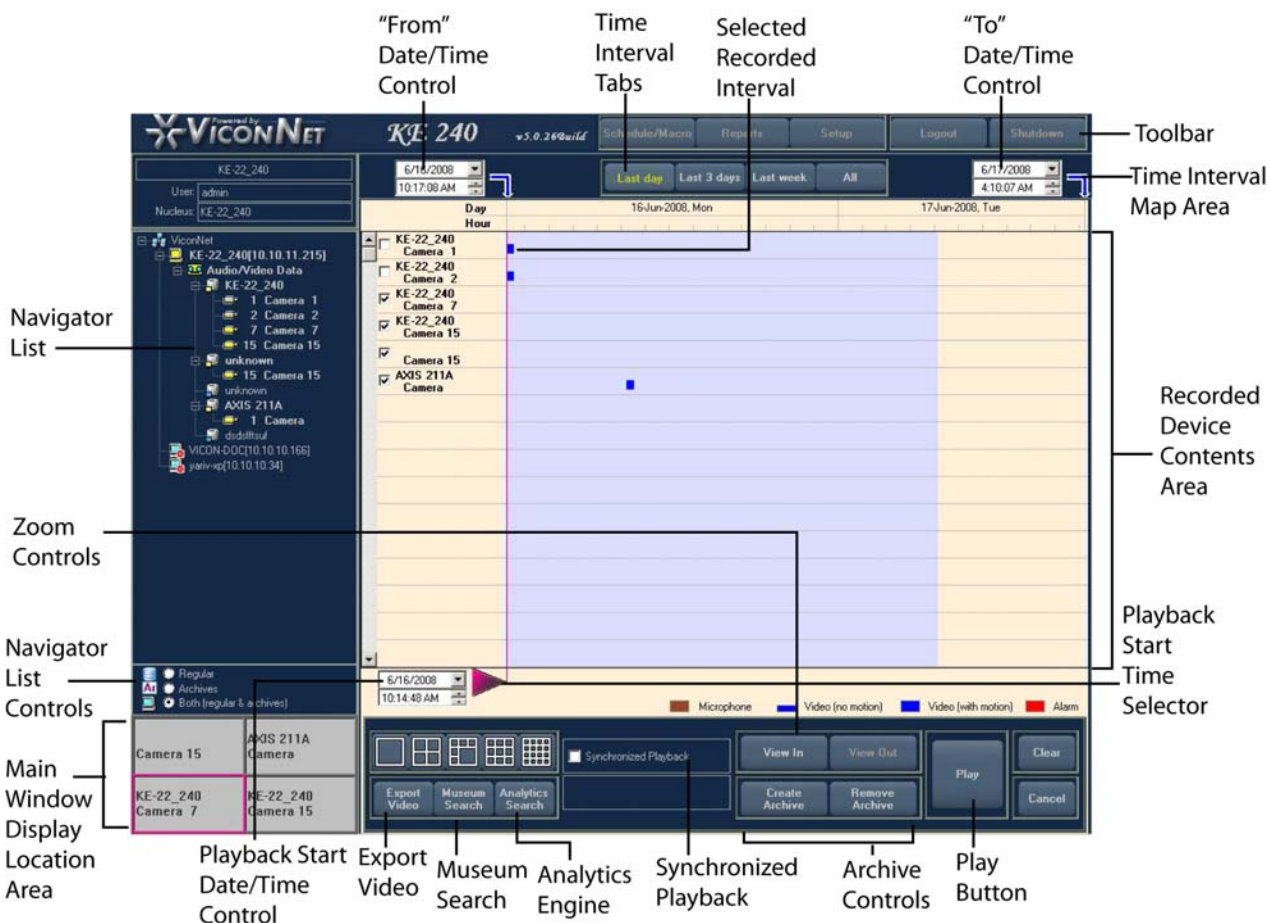 "From"
Date/Time
Control
Time
Interval
Tabs
Selected
Recorded
Interval
"To"
Date/Time
Control
Toolbar
Time Interval
Map Area
Recorded
Device
Contents
Area
Playback
Start
Time
Selector
Navigator
List
Zoom
Controls
Navigator
List
Controls
Main
Window
Display
Location
Area
Powered by
VICONNET
KE 240
v5.0.26Build
Schedule/Macro
Reports
Setup
Logout
Shutdown
KE-22_240
User: admin
Nucleus: KE-22_240
6/16/2008
10:17:08 AM
Last day
Last 3 days
Last week
All
6/17/2008
4:10:07 AM
Day
Hour
16-Jun-2008, Mon
17-Jun-2008, Tue
ViconNet
KE-22_240[10.10.11.215]
Audio/Video Data
KE-22_240
1 Camera 1
2 Camera 2
7 Camera 7
15 Camera 15
unknown
15 Camera 15
unknown
AXIS 211A
1 Camera
VICON-DOC[10.10.10.166]
yariv-xp[10.10.10.34]
KE-22_240
Camera 1
KE-22_240
Camera 2
KE-22_240
Camera 7
KE-22_240
Camera 15
Camera 15
AXIS 211A
Camera
Regular
Archives
Both (regular & archives)
6/16/2008
10:14:48 AM
Microphone
Video (no motion)
Video (with motion)
Alarm
Camera 15
AXIS 211A
Camera
KE-22_240
Camera 7
KE-22_240
Camera 15
Synchronized Playback
View In
View Out
Play
Clear
Export
Video
Museum
Search
Analytics
Search
Create
Archive
Remove
Archive
Cancel
Playback Start
Date/Time
Control
Export
Video
Museum
Search
Analytics
Engine
Synchronized
Playback
Archive
Controls
Play
Button